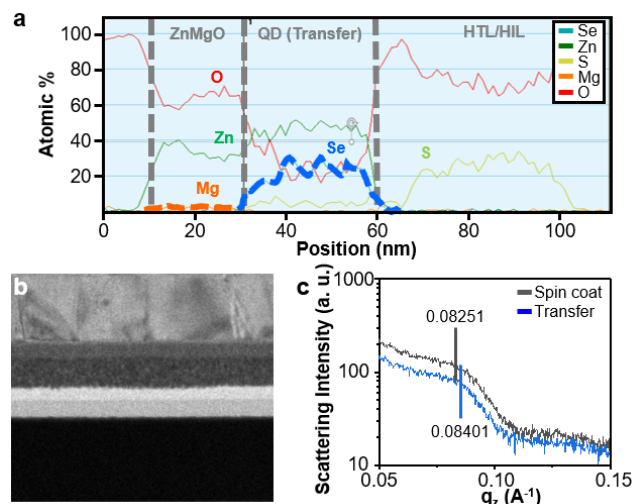 a
ZnMgO
QD (Transfer)
HTL/HIL
Se
Zn
S
Mg
O
Atomic %
100
80
60
40
20
O
Zn
Se
S
Mg
0
20
40
60
80
100
Position (nm)
b
c
Scattering Intensity (a. u.)
1000
100
10
Spin coat
Transfer
0.08251
0.08401
0.05
0.10
0.15
q_z (A⁻¹)